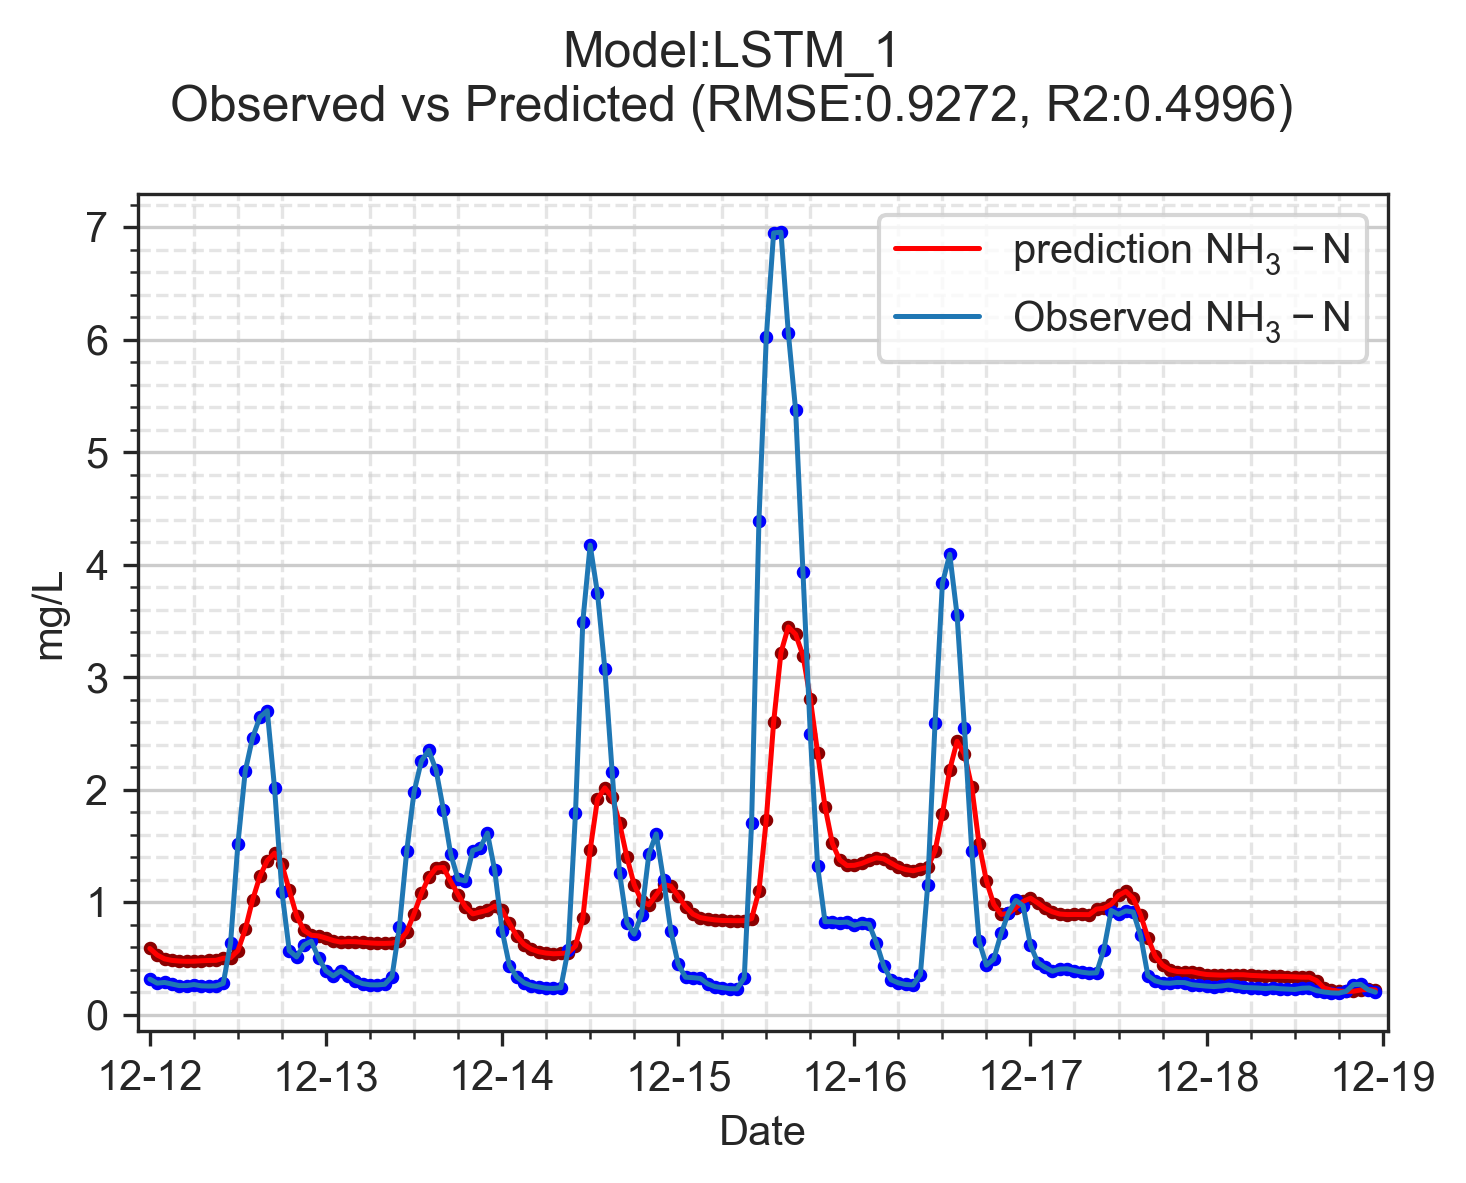 Model:LSTM_1
Observed vs Predicted (RMSE:0.9272, R2:0.4996)
prediction NH₃ − N
Observed NH₃ − N
mg/L
7
6
5
4
3
2
1
0
12-12 12-13 12-14 12-15 12-16 12-17 12-18 12-19
Date